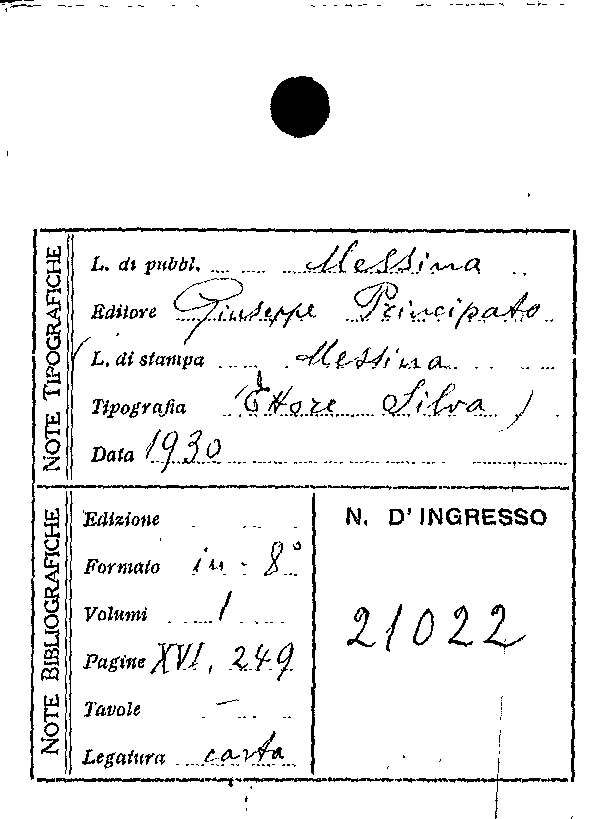 NOTE TIPOGRAFICHE
L. di pubbl. Messina
Editore Giuseppe Principato
(L. di stampa Messina
Tipografia Ettore Silva)
Data 1930
NOTE BIBLIOGRAFICHE
Edizione
Formato in-8°
Volumi 1
Pagine XVI, 249
Tavole —
Legatura carta
N. D'INGRESSO
21022